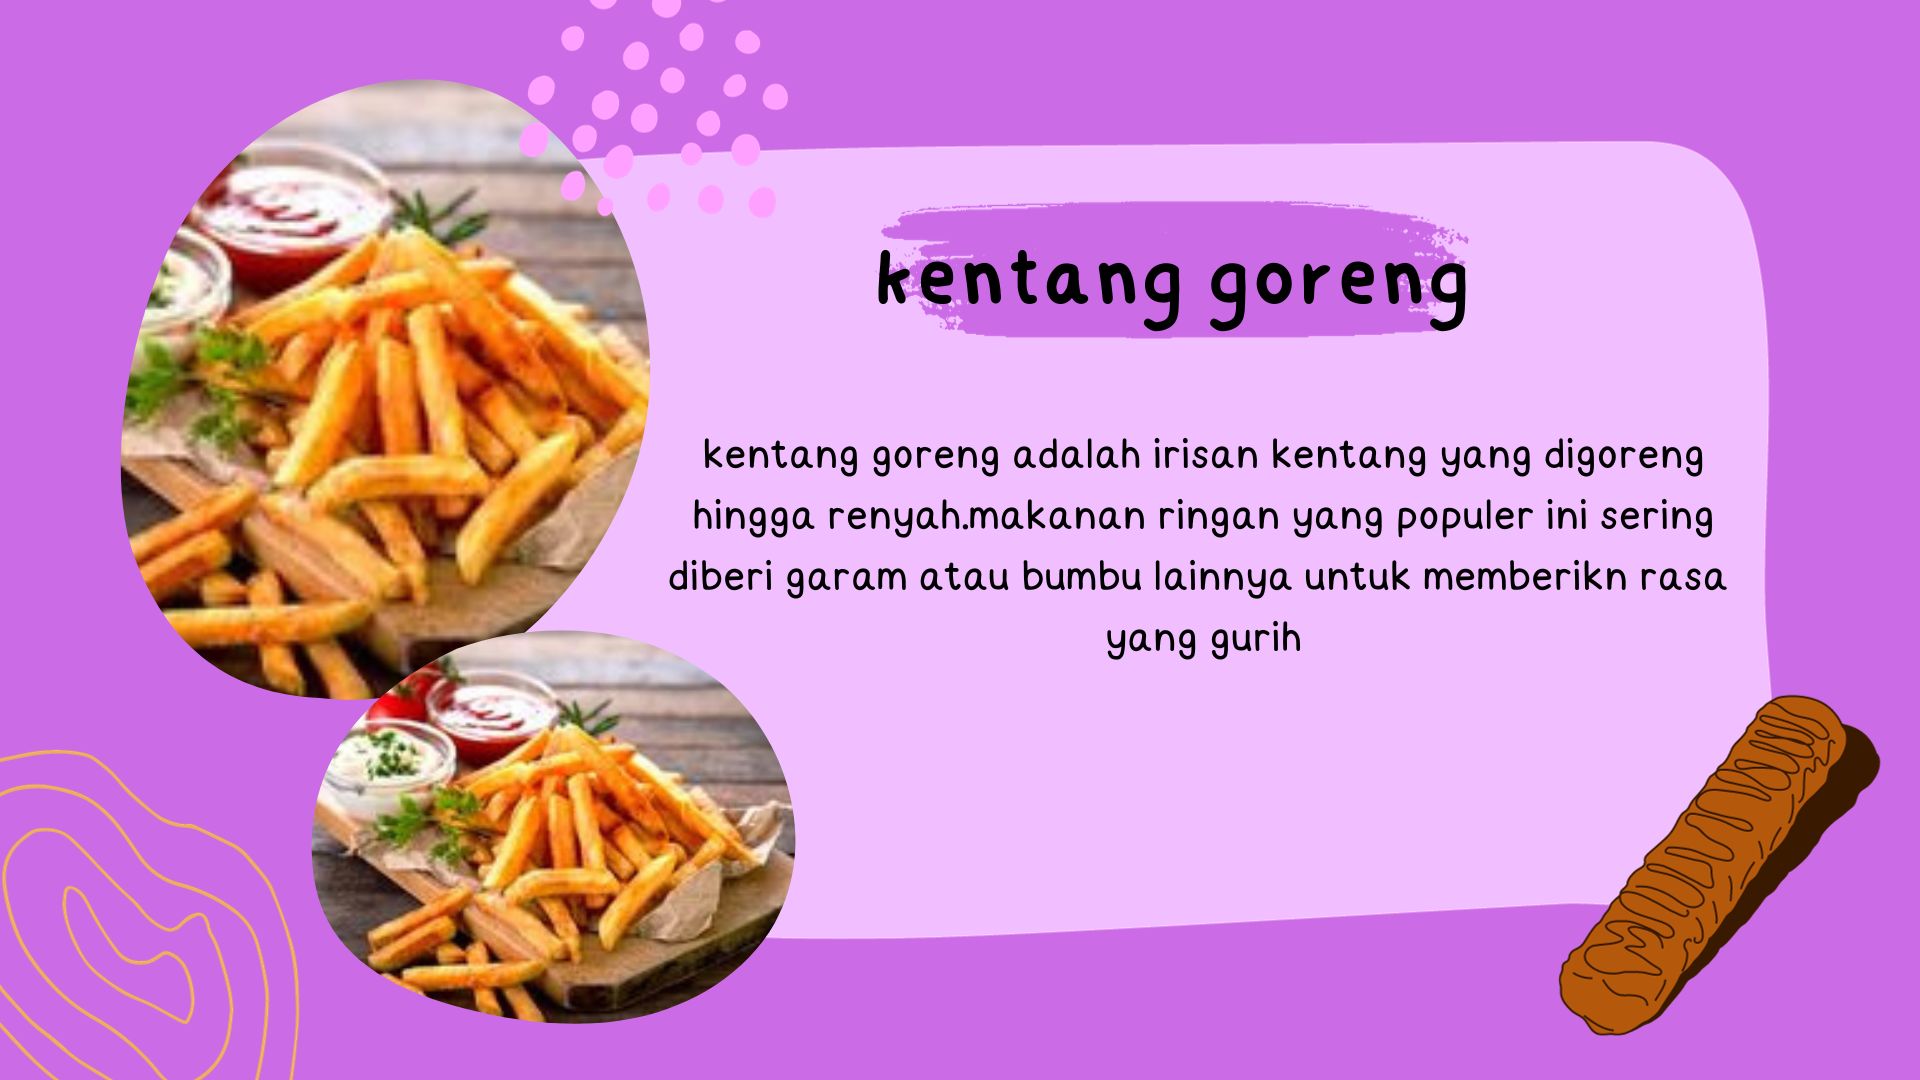 kentang goreng
kentang goreng adalah irisan kentang yang digoreng
hingga renyah.makanan ringan yang populer ini sering
diberi garam atau bumbu lainnya untuk memberikn rasa
yang gurih